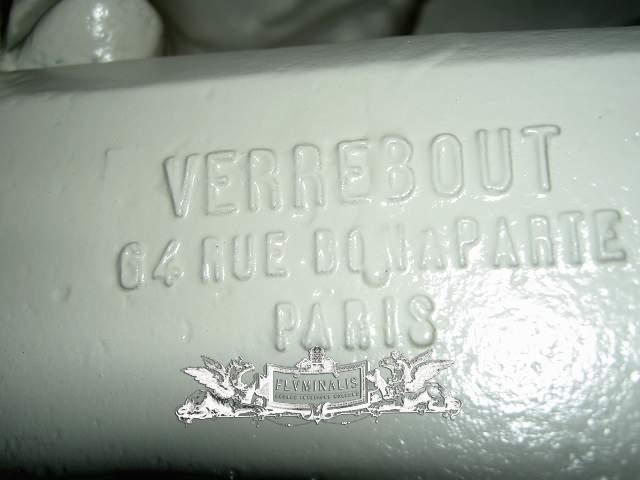 VERREBOUT
64 RUE BONAPARTE
PARIS
FLVMINALIS